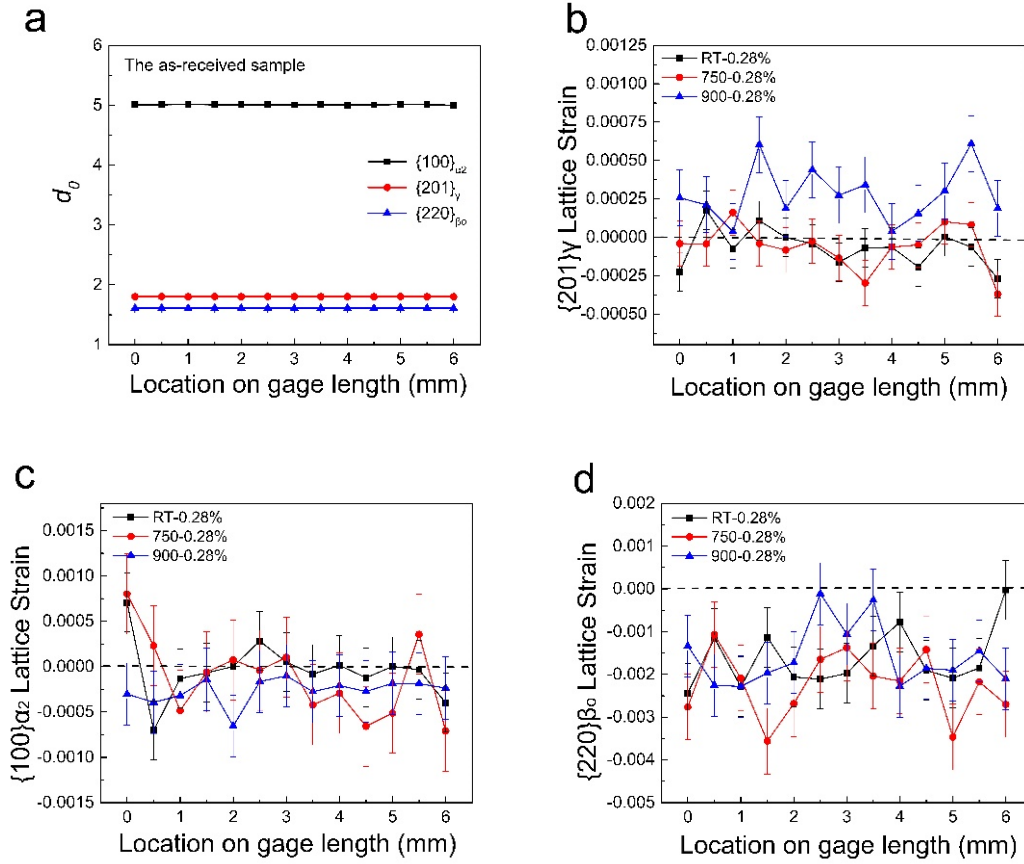 a
The as-received sample
{100}α2
{201}γ
{220}βo
d0
6
5
4
3
2
1
0 1 2 3 4 5 6
Location on gage length (mm)
b
RT-0.28%
750-0.28%
900-0.28%
{201}γ Lattice Strain
0.00125
0.00100
0.00075
0.00050
0.00025
0.00000
-0.00025
-0.00050
0 1 2 3 4 5 6
Location on gage length (mm)
c
RT-0.28%
750-0.28%
900-0.28%
{100}α2 Lattice Strain
0.0015
0.0010
0.0005
0.0000
-0.0005
-0.0010
-0.0015
0 1 2 3 4 5 6
Location on gage length (mm)
d
RT-0.28%
750-0.28%
900-0.28%
{220}βo Lattice Strain
0.002
0.001
0.000
-0.001
-0.002
-0.003
-0.004
-0.005
0 1 2 3 4 5 6
Location on gage length (mm)